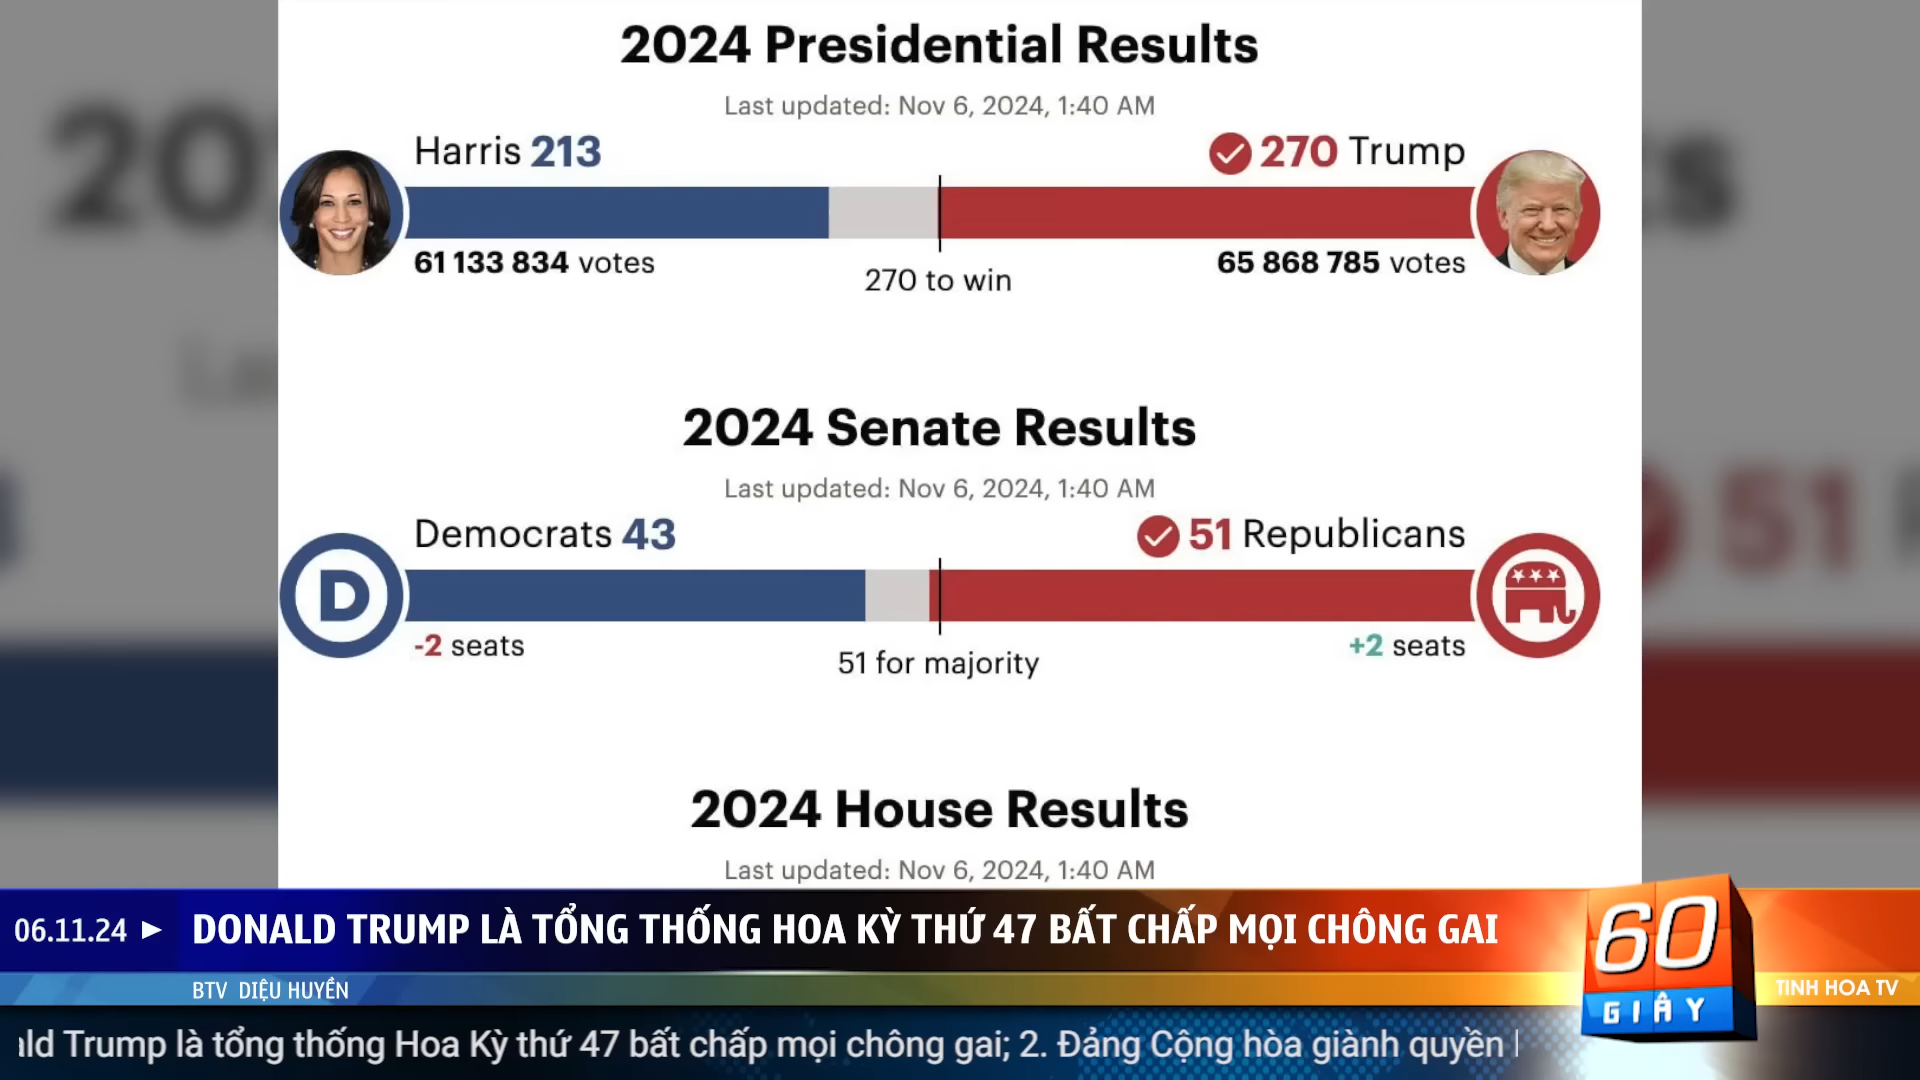 2024 Presidential Results
Last updated: Nov 6, 2024, 1:40 AM
Harris 213
270 Trump
61 133 834 votes
270 to win
65 868 785 votes
2024 Senate Results
Last updated: Nov 6, 2024, 1:40 AM
Democrats 43
51 Republicans
D
-2 seats
51 for majority
+2 seats
2024 House Results
Last updated: Nov 6, 2024, 1:40 AM
51
06.11.24 ► DONALD TRUMP LÀ TỔNG THỐNG HOA KỲ THỨ 47 BẤT CHẤP MỌI CHÔNG GAI
60
GIÂY
BTV DIỆU HUYỀN
TINH HOA TV
ald Trump là tổng thống Hoa Kỳ thứ 47 bất chấp mọi chông gai; 2. Đảng Cộng hòa giành quyền